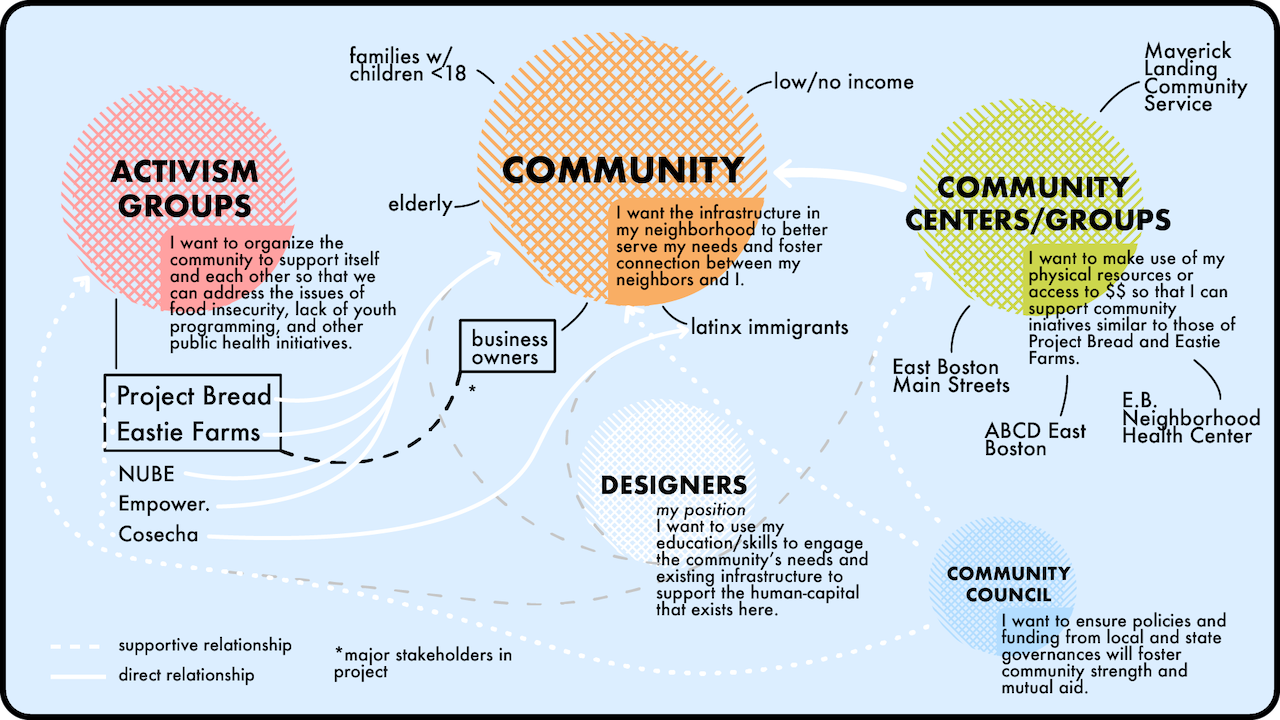 families w/
children <18
low/no income
Maverick
Landing
Community
Service
ACTIVISM
GROUPS
COMMUNITY
COMMUNITY
CENTERS/GROUPS
elderly
I want to organize the
community to support itself
and each other so that we
can address the issues of
food insecurity, lack of youth
programming, and other
public health initiatives.
I want the infrastructure in
my neighborhood to better
serve my needs and foster
connection between my
neighbors and I.
I want to make use of my
physical resources or
access to $$ so that I can
support community
iniatives similar to those of
Project Bread and Eastie
Farms.
business
owners
*
latinx immigrants
East Boston
Main Streets
ABCD East
Boston
E.B.
Neighborhood
Health Center
Project Bread
Eastie Farms
NUBE
Empower.
Cosecha
DESIGNERS
my position
I want to use my
education/skills to engage
the community's needs and
existing infrastructure to
support the human-capital
that exists here.
COMMUNITY
COUNCIL
I want to ensure policies and
funding from local and state
governances will foster
community strength and
mutual aid.
supportive relationship
direct relationship
*major stakeholders in
project